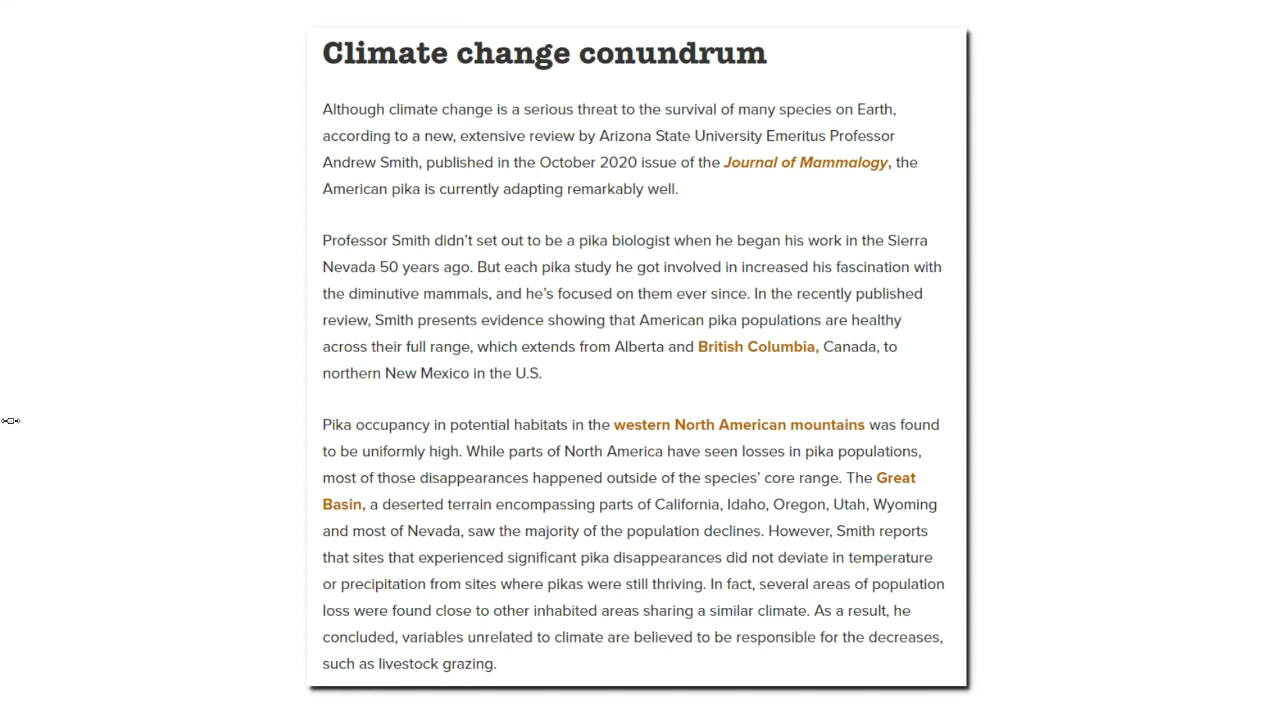 Climate change conundrum
Although climate change is a serious threat to the survival of many species on Earth,
according to a new, extensive review by Arizona State University Emeritus Professor
Andrew Smith, published in the October 2020 issue of the Journal of Mammalogy, the
American pika is currently adapting remarkably well.
Professor Smith didn’t set out to be a pika biologist when he began his work in the Sierra
Nevada 50 years ago. But each pika study he got involved in increased his fascination with
the diminutive mammals, and he’s focused on them ever since. In the recently published
review, Smith presents evidence showing that American pika populations are healthy
across their full range, which extends from Alberta and British Columbia, Canada, to
northern New Mexico in the U.S.
Pika occupancy in potential habitats in the western North American mountains was found
to be uniformly high. While parts of North America have seen losses in pika populations,
most of those disappearances happened outside of the species’ core range. The Great
Basin, a deserted terrain encompassing parts of California, Idaho, Oregon, Utah, Wyoming
and most of Nevada, saw the majority of the population declines. However, Smith reports
that sites that experienced significant pika disappearances did not deviate in temperature
or precipitation from sites where pikas were still thriving. In fact, several areas of population
loss were found close to other inhabited areas sharing a similar climate. As a result, he
concluded, variables unrelated to climate are believed to be responsible for the decreases,
such as livestock grazing.